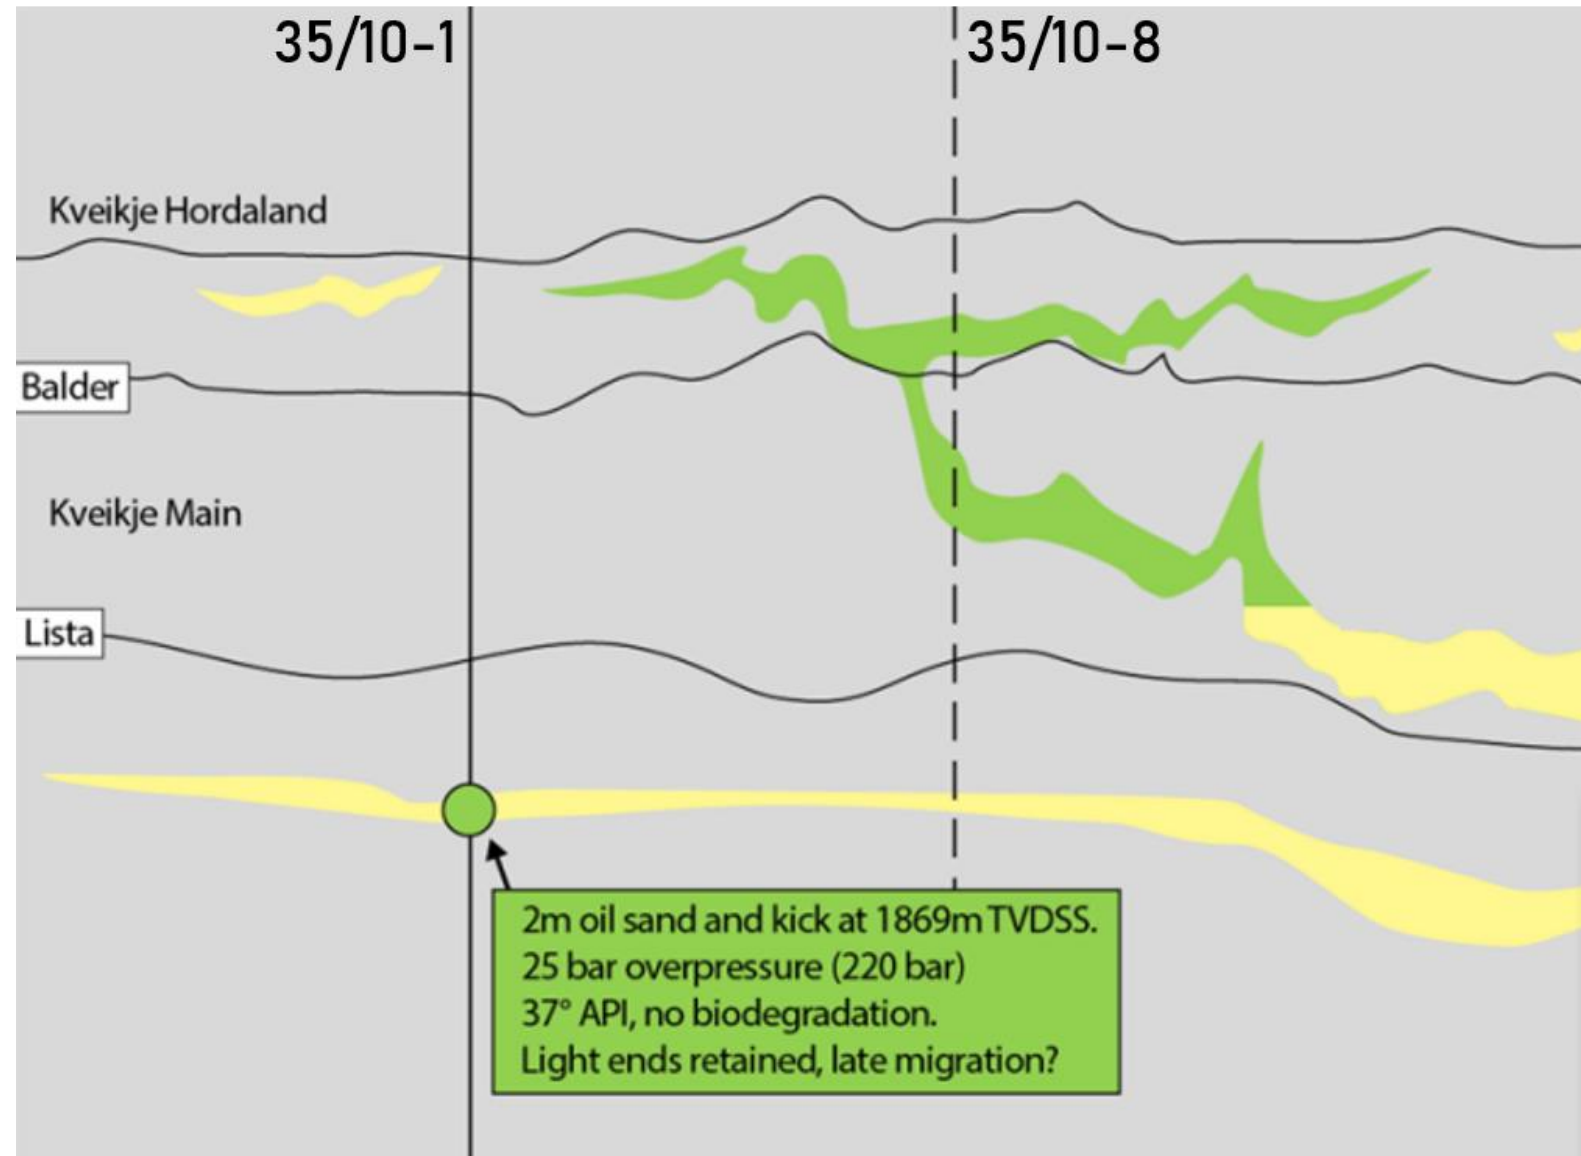 35/10-1
35/10-8
Kveikje Hordaland
Balder
Kveikje Main
Lista
2m oil sand and kick at 1869m TVDSS.
25 bar overpressure (220 bar)
37° API, no biodegradation.
Light ends retained, late migration?